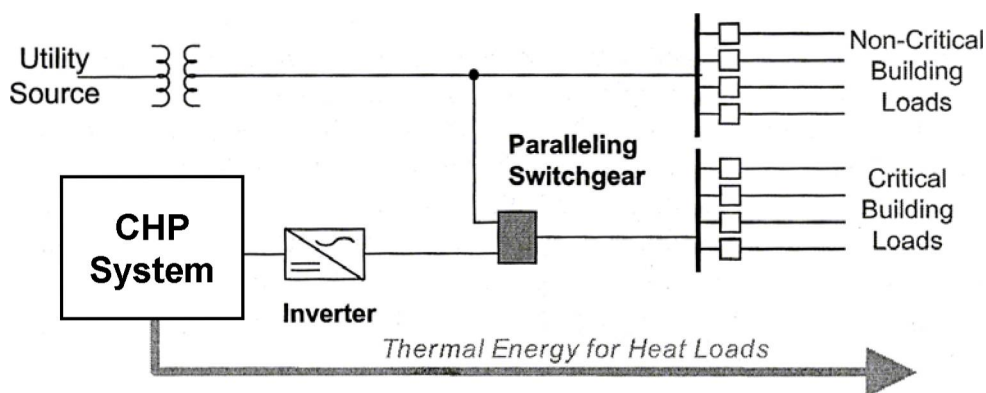 Utility
Source
Non-Critical
Building
Loads
Paralleling
Switchgear
Critical
Building
Loads
CHP
System
Inverter
Thermal Energy for Heat Loads